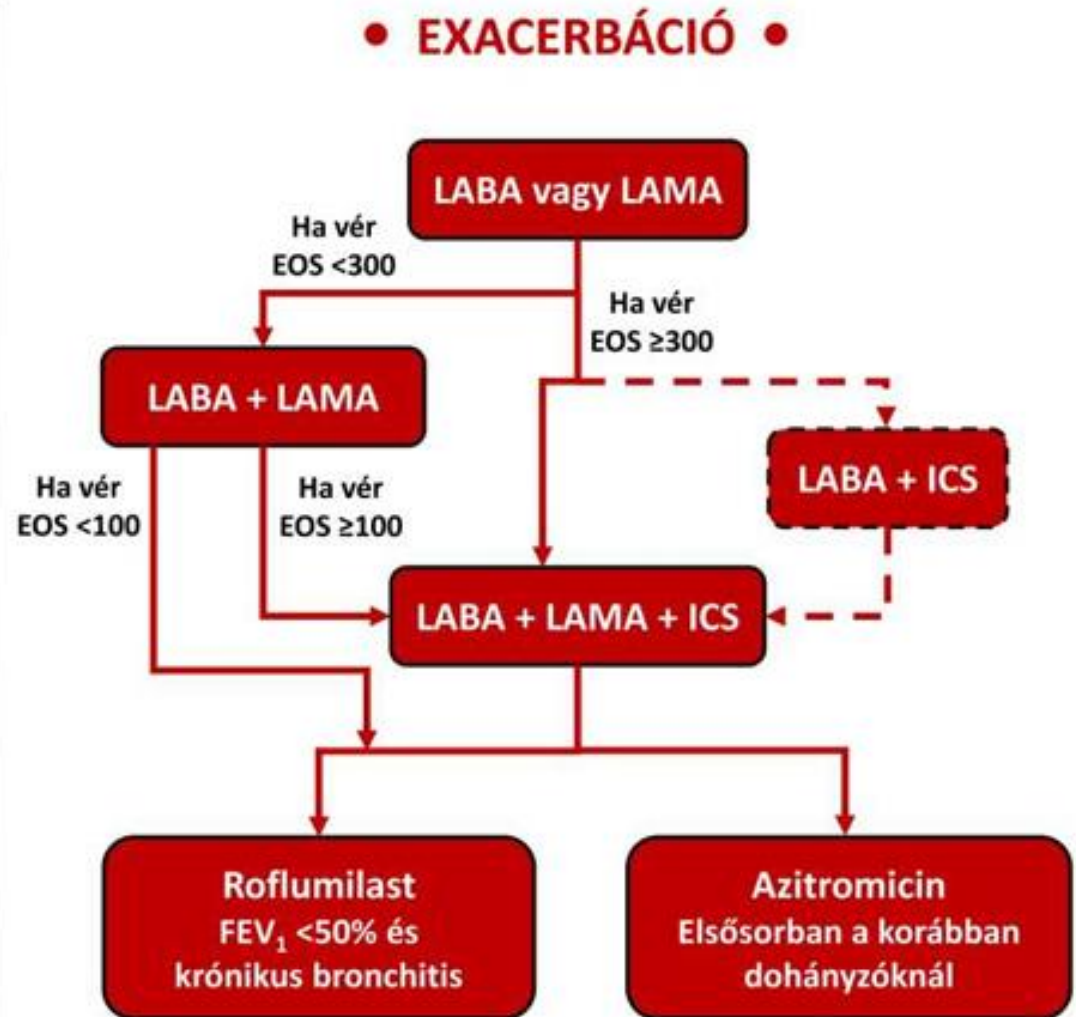 • EXACERBÁCIÓ •
LABA vagy LAMA
Ha vér
EOS <300
Ha vér
EOS ≥300
LABA + LAMA
LABA + ICS
Ha vér
EOS <100
Ha vér
EOS ≥100
LABA + LAMA + ICS
Roflumilast
FEV₁ <50% és
krónikus bronchitis
Azitromicin
Elsősorban a korábban
dohányzóknál